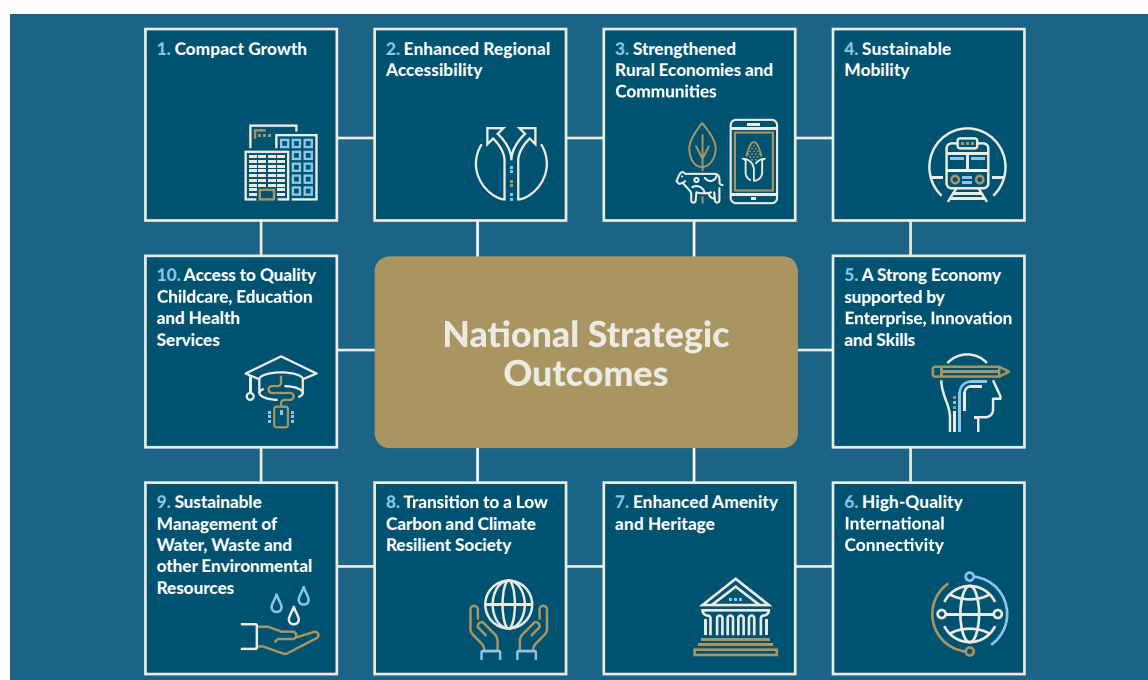 1. Compact Growth
2. Enhanced Regional
Accessibility
3. Strengthened
Rural Economies and
Communities
4. Sustainable
Mobility
10. Access to Quality
Childcare, Education
and Health
Services
National Strategic
Outcomes
5. A Strong Economy
supported by
Enterprise, Innovation
and Skills
9. Sustainable
Management of
Water, Waste and
other Environmental
Resources
8. Transition to a Low
Carbon and Climate
Resilient Society
7. Enhanced Amenity
and Heritage
6. High-Quality
International
Connectivity